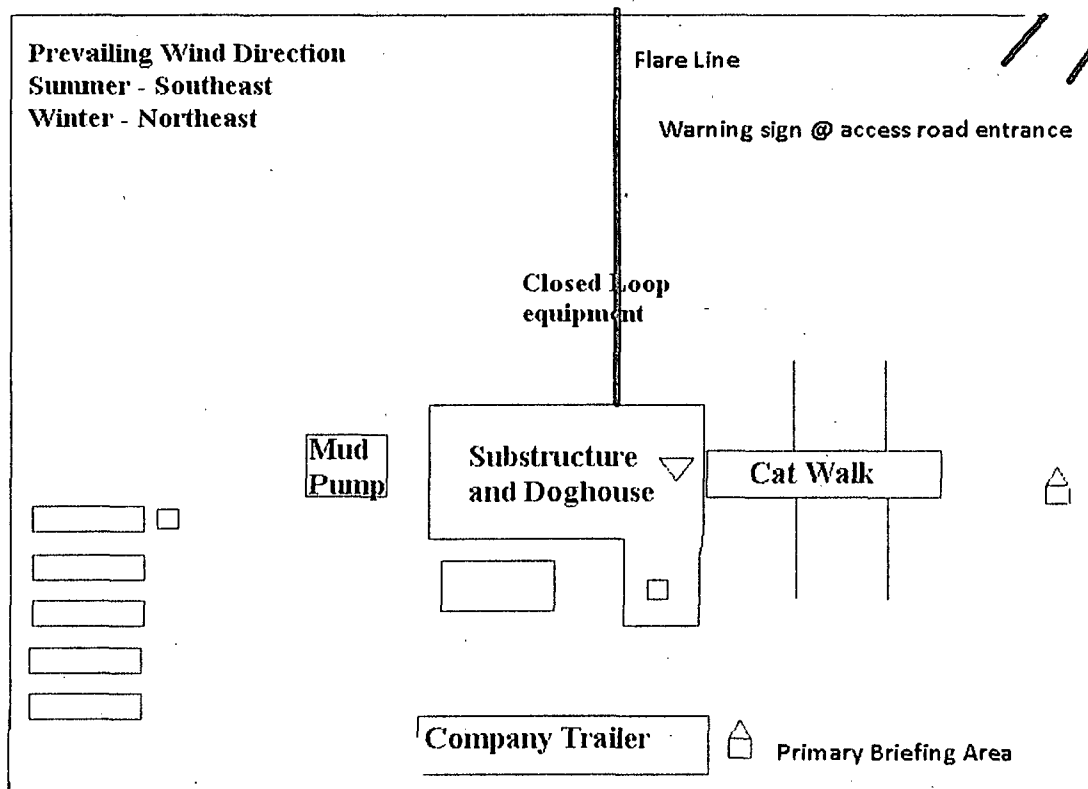 Prevailing Wind Direction
Summer - Southeast
Winter - Northeast
Flare Line
Warning sign @ access road entrance
Closed Loop
equipment
Mud
Pump
Substructure
and Doghouse
Cat Walk
Company Trailer
Primary Briefing Area